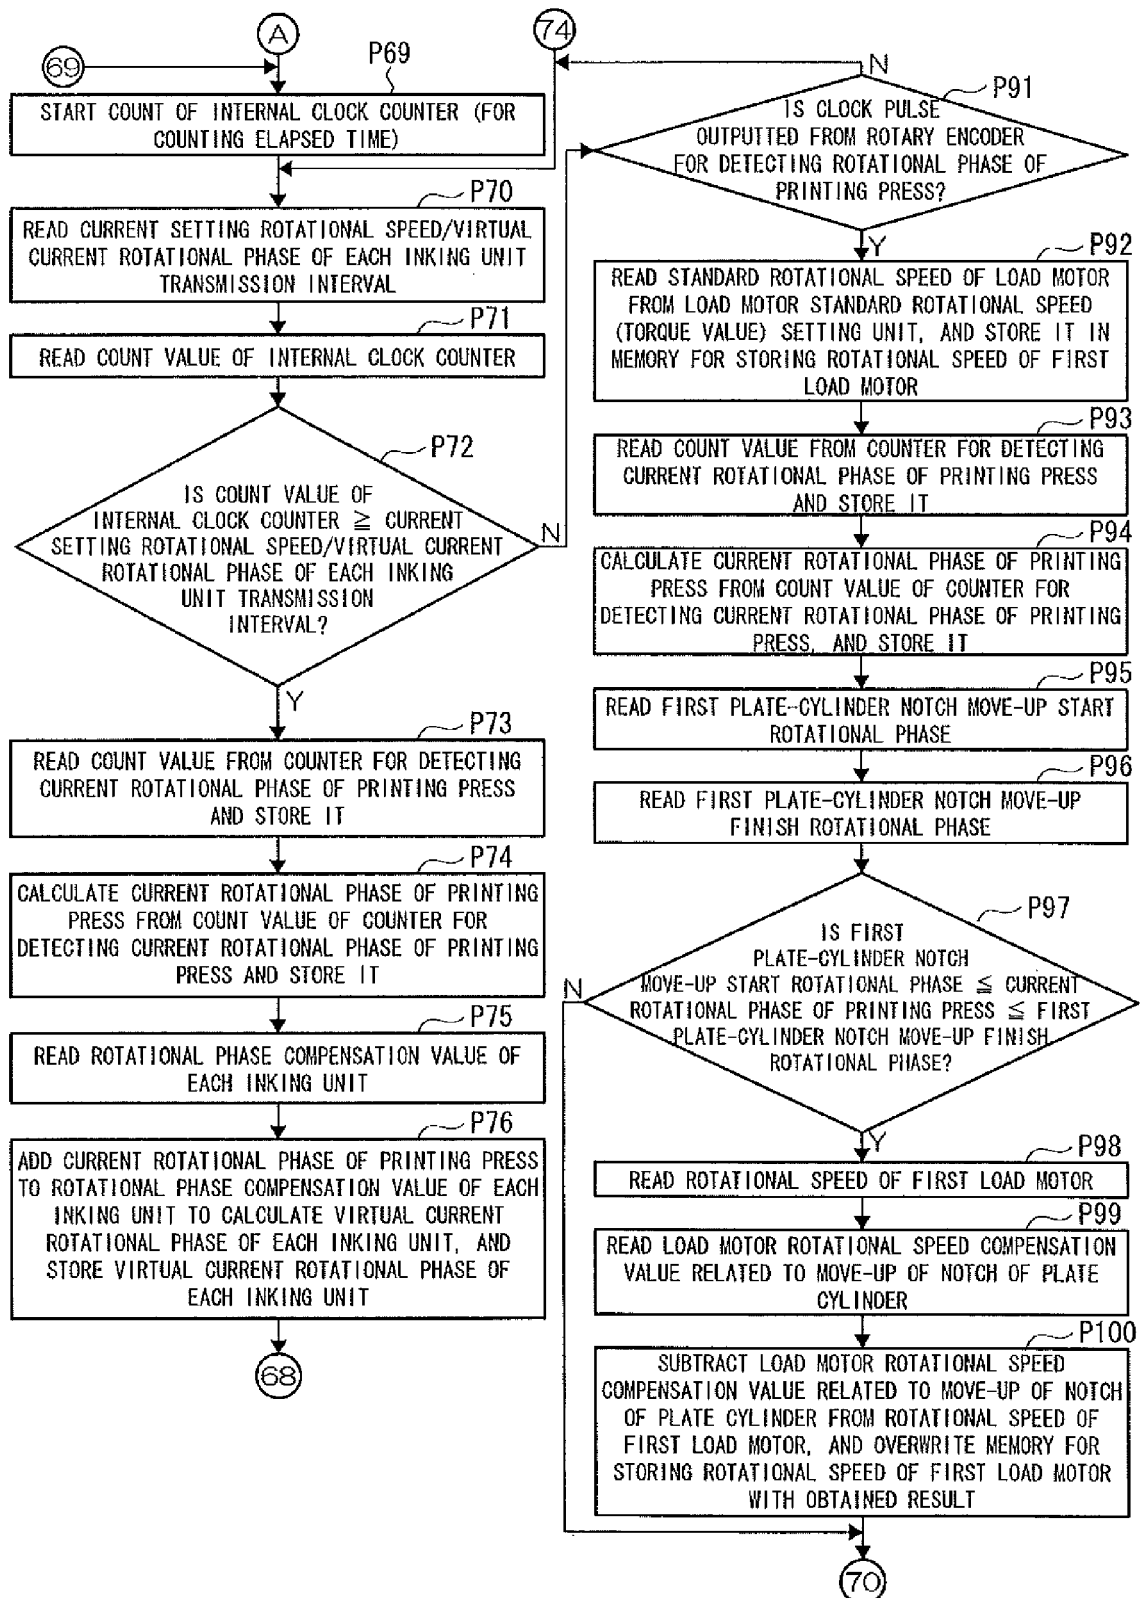 A
69
P69
START COUNT OF INTERNAL CLOCK COUNTER (FOR
COUNTING ELAPSED TIME)
P70
READ CURRENT SETTING ROTATIONAL SPEED/VIRTUAL
CURRENT ROTATIONAL PHASE OF EACH INKING UNIT
TRANSMISSION INTERVAL
P71
READ COUNT VALUE OF INTERNAL CLOCK COUNTER
P72
IS COUNT VALUE OF
INTERNAL CLOCK COUNTER ≧ CURRENT
SETTING ROTATIONAL SPEED/VIRTUAL CURRENT
ROTATIONAL PHASE OF EACH INKING
UNIT TRANSMISSION
INTERVAL?
N
Y
P73
READ COUNT VALUE FROM COUNTER FOR DETECTING
CURRENT ROTATIONAL PHASE OF PRINTING PRESS
AND STORE IT
P74
CALCULATE CURRENT ROTATIONAL PHASE OF PRINTING
PRESS FROM COUNT VALUE OF COUNTER FOR
DETECTING CURRENT ROTATIONAL PHASE OF PRINTING
PRESS AND STORE IT
P75
READ ROTATIONAL PHASE COMPENSATION VALUE OF
EACH INKING UNIT
P76
ADD CURRENT ROTATIONAL PHASE OF PRINTING PRESS
TO ROTATIONAL PHASE COMPENSATION VALUE OF EACH
INKING UNIT TO CALCULATE VIRTUAL CURRENT
ROTATIONAL PHASE OF EACH INKING UNIT, AND
STORE VIRTUAL CURRENT ROTATIONAL PHASE OF
EACH INKING UNIT
68
74
N
P91
IS CLOCK PULSE
OUTPUTTED FROM ROTARY ENCODER
FOR DETECTING ROTATIONAL PHASE OF
PRINTING PRESS?
Y
P92
READ STANDARD ROTATIONAL SPEED OF LOAD MOTOR
FROM LOAD MOTOR STANDARD ROTATIONAL SPEED
(TORQUE VALUE) SETTING UNIT, AND STORE IT IN
MEMORY FOR STORING ROTATIONAL SPEED OF FIRST
LOAD MOTOR
P93
READ COUNT VALUE FROM COUNTER FOR DETECTING
CURRENT ROTATIONAL PHASE OF PRINTING PRESS
AND STORE IT
P94
CALCULATE CURRENT ROTATIONAL PHASE OF PRINTING
PRESS FROM COUNT VALUE OF COUNTER FOR
DETECTING CURRENT ROTATIONAL PHASE OF PRINTING
PRESS, AND STORE IT
P95
READ FIRST PLATE-CYLINDER NOTCH MOVE-UP START
ROTATIONAL PHASE
P96
READ FIRST PLATE-CYLINDER NOTCH MOVE-UP
FINISH ROTATIONAL PHASE
P97
IS FIRST
PLATE-CYLINDER NOTCH
MOVE-UP START ROTATIONAL PHASE ≦ CURRENT
ROTATIONAL PHASE OF PRINTING PRESS ≦ FIRST
PLATE-CYLINDER NOTCH MOVE-UP FINISH
ROTATIONAL PHASE?
N
Y
P98
READ ROTATIONAL SPEED OF FIRST LOAD MOTOR
P99
READ LOAD MOTOR ROTATIONAL SPEED COMPENSATION
VALUE RELATED TO MOVE-UP OF NOTCH OF PLATE
CYLINDER
P100
SUBTRACT LOAD MOTOR ROTATIONAL SPEED
COMPENSATION VALUE RELATED TO MOVE-UP OF NOTCH
OF PLATE CYLINDER FROM ROTATIONAL SPEED OF
FIRST LOAD MOTOR, AND OVERWRITE MEMORY FOR
STORING ROTATIONAL SPEED OF FIRST LOAD MOTOR
WITH OBTAINED RESULT
70